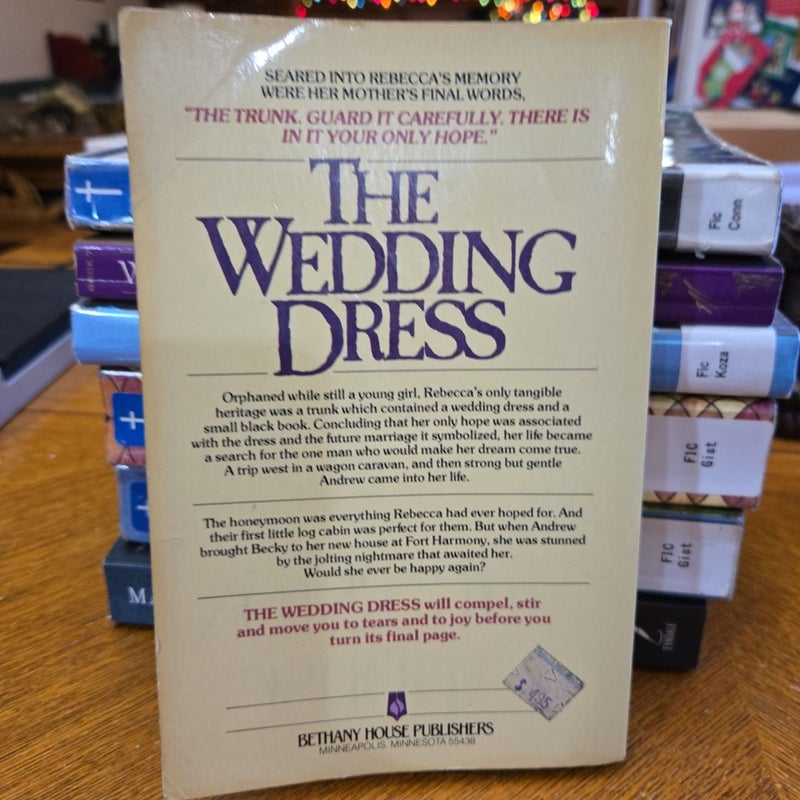 SEARED INTO REBECCA'S MEMORY
WERE HER MOTHER'S FINAL WORDS,
"THE TRUNK. GUARD IT CAREFULLY. THERE IS
IN IT YOUR ONLY HOPE."
THE
WEDDING
DRESS
Orphaned while still a young girl, Rebecca's only tangible
heritage was a trunk which contained a wedding dress and a
small black book. Concluding that her only hope was associated
with the dress and the future marriage it symbolized, her life became
a search for the one man who would make her dream come true.
A trip west in a wagon caravan, and then strong but gentle
Andrew came into her life.
The honeymoon was everything Rebecca had ever hoped for. And
their first little log cabin was perfect for them. But when Andrew
brought Becky to her new house at Fort Harmony, she was stunned
by the jolting nightmare that awaited her.
Would she ever be happy again?
THE WEDDING DRESS will compel, stir
and move you to tears and to joy before you
turn its final page.
$ 4.95
BETHANY HOUSE PUBLISHERS
MINNEAPOLIS, MINNESOTA 55438
Fic
Conn
Fic
Koza
FIC
Gist
FIC
Gist
TYNDALE